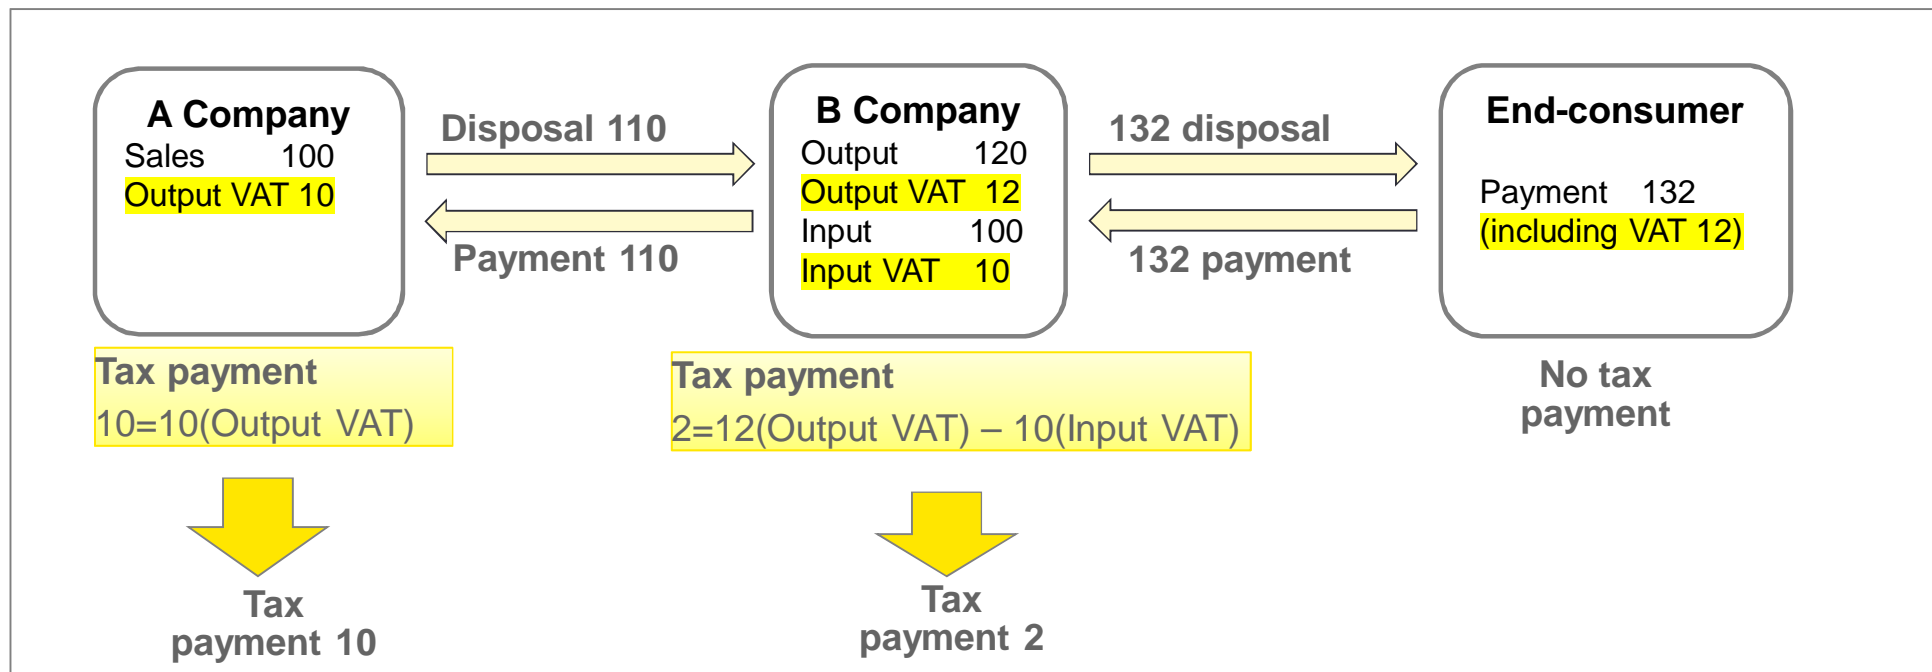 A Company
Sales 100
Output VAT 10
Disposal 110
Payment 110
B Company
Output 120
Output VAT 12
Input 100
Input VAT 10
132 disposal
132 payment
End-consumer
Payment 132
(including VAT 12)
Tax payment
10=10(Output VAT)
Tax payment
2=12(Output VAT) – 10(Input VAT)
No tax
payment
Tax
payment 10
Tax
payment 2